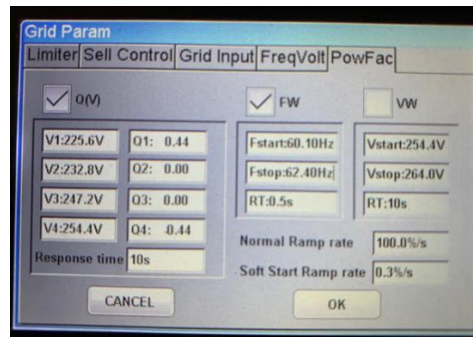 Grid Param
Limiter Sell Control Grid Input FreqVolt PowFac
Q(V) FW VW
V1:225.6V Q1: 0.44 Fstart:60.10Hz Vstart:254.4V
V2:232.8V Q2: 0.00 Fstop:62.40Hz Vstop:264.0V
V3:247.2V Q3: 0.00 RT:0.5s RT:10s
V4:254.4V Q4: -0.44
Normal Ramp rate 100.0%/s
Response time 10s
Soft Start Ramp rate 0.3%/s
CANCEL OK